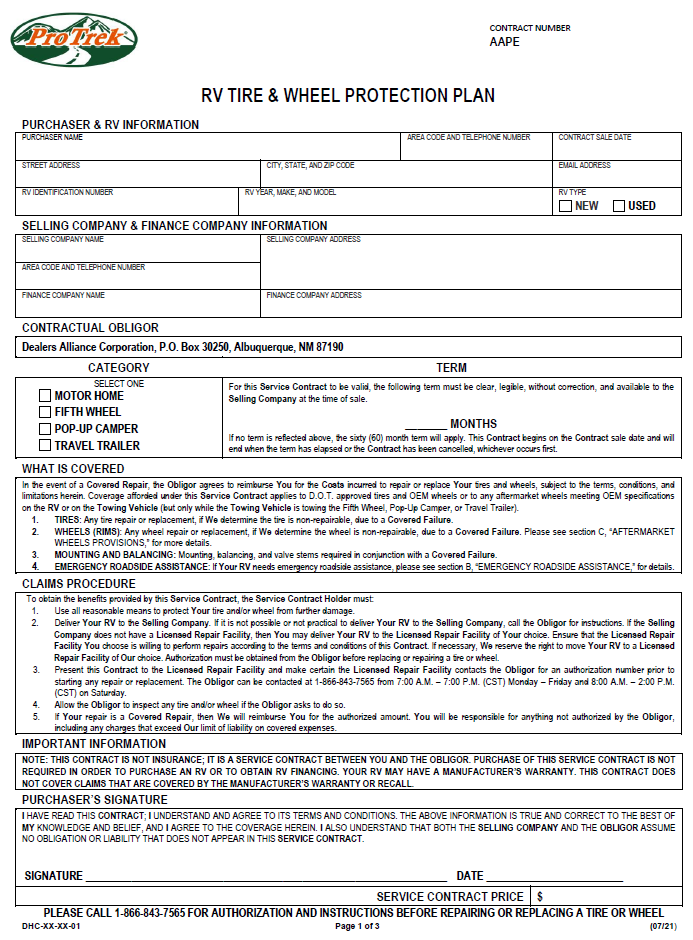 ProTrek®
CONTRACT NUMBER
AAPE
RV TIRE & WHEEL PROTECTION PLAN
PURCHASER & RV INFORMATION
PURCHASER NAME
AREA CODE AND TELEPHONE NUMBER
CONTRACT SALE DATE
STREET ADDRESS
CITY, STATE, AND ZIP CODE
EMAIL ADDRESS
RV IDENTIFICATION NUMBER
RV YEAR, MAKE, AND MODEL
RV TYPE
NEW USED
SELLING COMPANY & FINANCE COMPANY INFORMATION
SELLING COMPANY NAME
SELLING COMPANY ADDRESS
AREA CODE AND TELEPHONE NUMBER
FINANCE COMPANY NAME
FINANCE COMPANY ADDRESS
CONTRACTUAL OBLIGOR
Dealers Alliance Corporation, P.O. Box 30250, Albuquerque, NM 87190
CATEGORY
TERM
SELECT ONE
MOTOR HOME
FIFTH WHEEL
POP-UP CAMPER
TRAVEL TRAILER
For this Service Contract to be valid, the following term must be clear, legible, without correction, and available to the
Selling Company at the time of sale.
_______ MONTHS
If no term is reflected above, the sixty (60) month term will apply. This Contract begins on the Contract sale date and will
end when the term has elapsed or the Contract has been cancelled, whichever occurs first.
WHAT IS COVERED
In the event of a Covered Repair, the Obligor agrees to reimburse You for the Costs incurred to repair or replace Your tires and wheels, subject to the terms, conditions, and
limitations herein. Coverage afforded under this Service Contract applies to D.O.T. approved tires and OEM wheels or to any aftermarket wheels meeting OEM specifications
on the RV or on the Towing Vehicle (but only while the Towing Vehicle is towing the Fifth Wheel, Pop-Up Camper, or Travel Trailer).
1. TIRES: Any tire repair or replacement, if We determine the tire is non-repairable, due to a Covered Failure.
2. WHEELS (RIMS): Any wheel repair or replacement, if We determine the wheel is non-repairable, due to a Covered Failure. Please see section C, "AFTERMARKET
WHEELS PROVISIONS," for more details.
3. MOUNTING AND BALANCING: Mounting, balancing, and valve stems required in conjunction with a Covered Failure.
4. EMERGENCY ROADSIDE ASSISTANCE: If Your RV needs emergency roadside assistance, please see section B, "EMERGENCY ROADSIDE ASSISTANCE," for details.
CLAIMS PROCEDURE
To obtain the benefits provided by this Service Contract, the Service Contract Holder must:
1. Use all reasonable means to protect Your tire and/or wheel from further damage.
2. Deliver Your RV to the Selling Company. If it is not possible or not practical to deliver Your RV to the Selling Company, call the Obligor for instructions. If the Selling
Company does not have a Licensed Repair Facility, then You may deliver Your RV to the Licensed Repair Facility of Your choice. Ensure that the Licensed Repair
Facility You choose is willing to perform repairs according to the terms and conditions of this Contract. If necessary, We reserve the right to move Your RV to a Licensed
Repair Facility of Our choice. Authorization must be obtained from the Obligor before replacing or repairing a tire or wheel.
3. Present this Contract to the Licensed Repair Facility and make certain the Licensed Repair Facility contacts the Obligor for an authorization number prior to
starting any repair or replacement. The Obligor can be contacted at 1-866-843-7565 from 7:00 A.M. – 7:00 P.M. (CST) Monday – Friday and 8:00 A.M. – 2:00 P.M.
(CST) on Saturday.
4. Allow the Obligor to inspect any tire and/or wheel if the Obligor asks to do so.
5. If Your repair is a Covered Repair, then We will reimburse You for the authorized amount. You will be responsible for anything not authorized by the Obligor,
including any charges that exceed Our limit of liability on covered expenses.
IMPORTANT INFORMATION
NOTE: THIS CONTRACT IS NOT INSURANCE; IT IS A SERVICE CONTRACT BETWEEN YOU AND THE OBLIGOR. PURCHASE OF THIS SERVICE CONTRACT IS NOT
REQUIRED IN ORDER TO PURCHASE AN RV OR TO OBTAIN RV FINANCING. YOUR RV MAY HAVE A MANUFACTURER'S WARRANTY. THIS CONTRACT DOES
NOT COVER CLAIMS THAT ARE COVERED BY THE MANUFACTURER'S WARRANTY OR RECALL.
PURCHASER'S SIGNATURE
I HAVE READ THIS CONTRACT; I UNDERSTAND AND AGREE TO ITS TERMS AND CONDITIONS. THE ABOVE INFORMATION IS TRUE AND CORRECT TO THE BEST OF
MY KNOWLEDGE AND BELIEF, AND I AGREE TO THE COVERAGE HEREIN. I ALSO UNDERSTAND THAT BOTH THE SELLING COMPANY AND THE OBLIGOR ASSUME
NO OBLIGATION OR LIABILITY THAT DOES NOT APPEAR IN THIS SERVICE CONTRACT.
SIGNATURE ____________________ DATE ____________________
SERVICE CONTRACT PRICE $
PLEASE CALL 1-866-843-7565 FOR AUTHORIZATION AND INSTRUCTIONS BEFORE REPAIRING OR REPLACING A TIRE OR WHEEL
DHC-XX-XX-01 Page 1 of 3 (07/21)